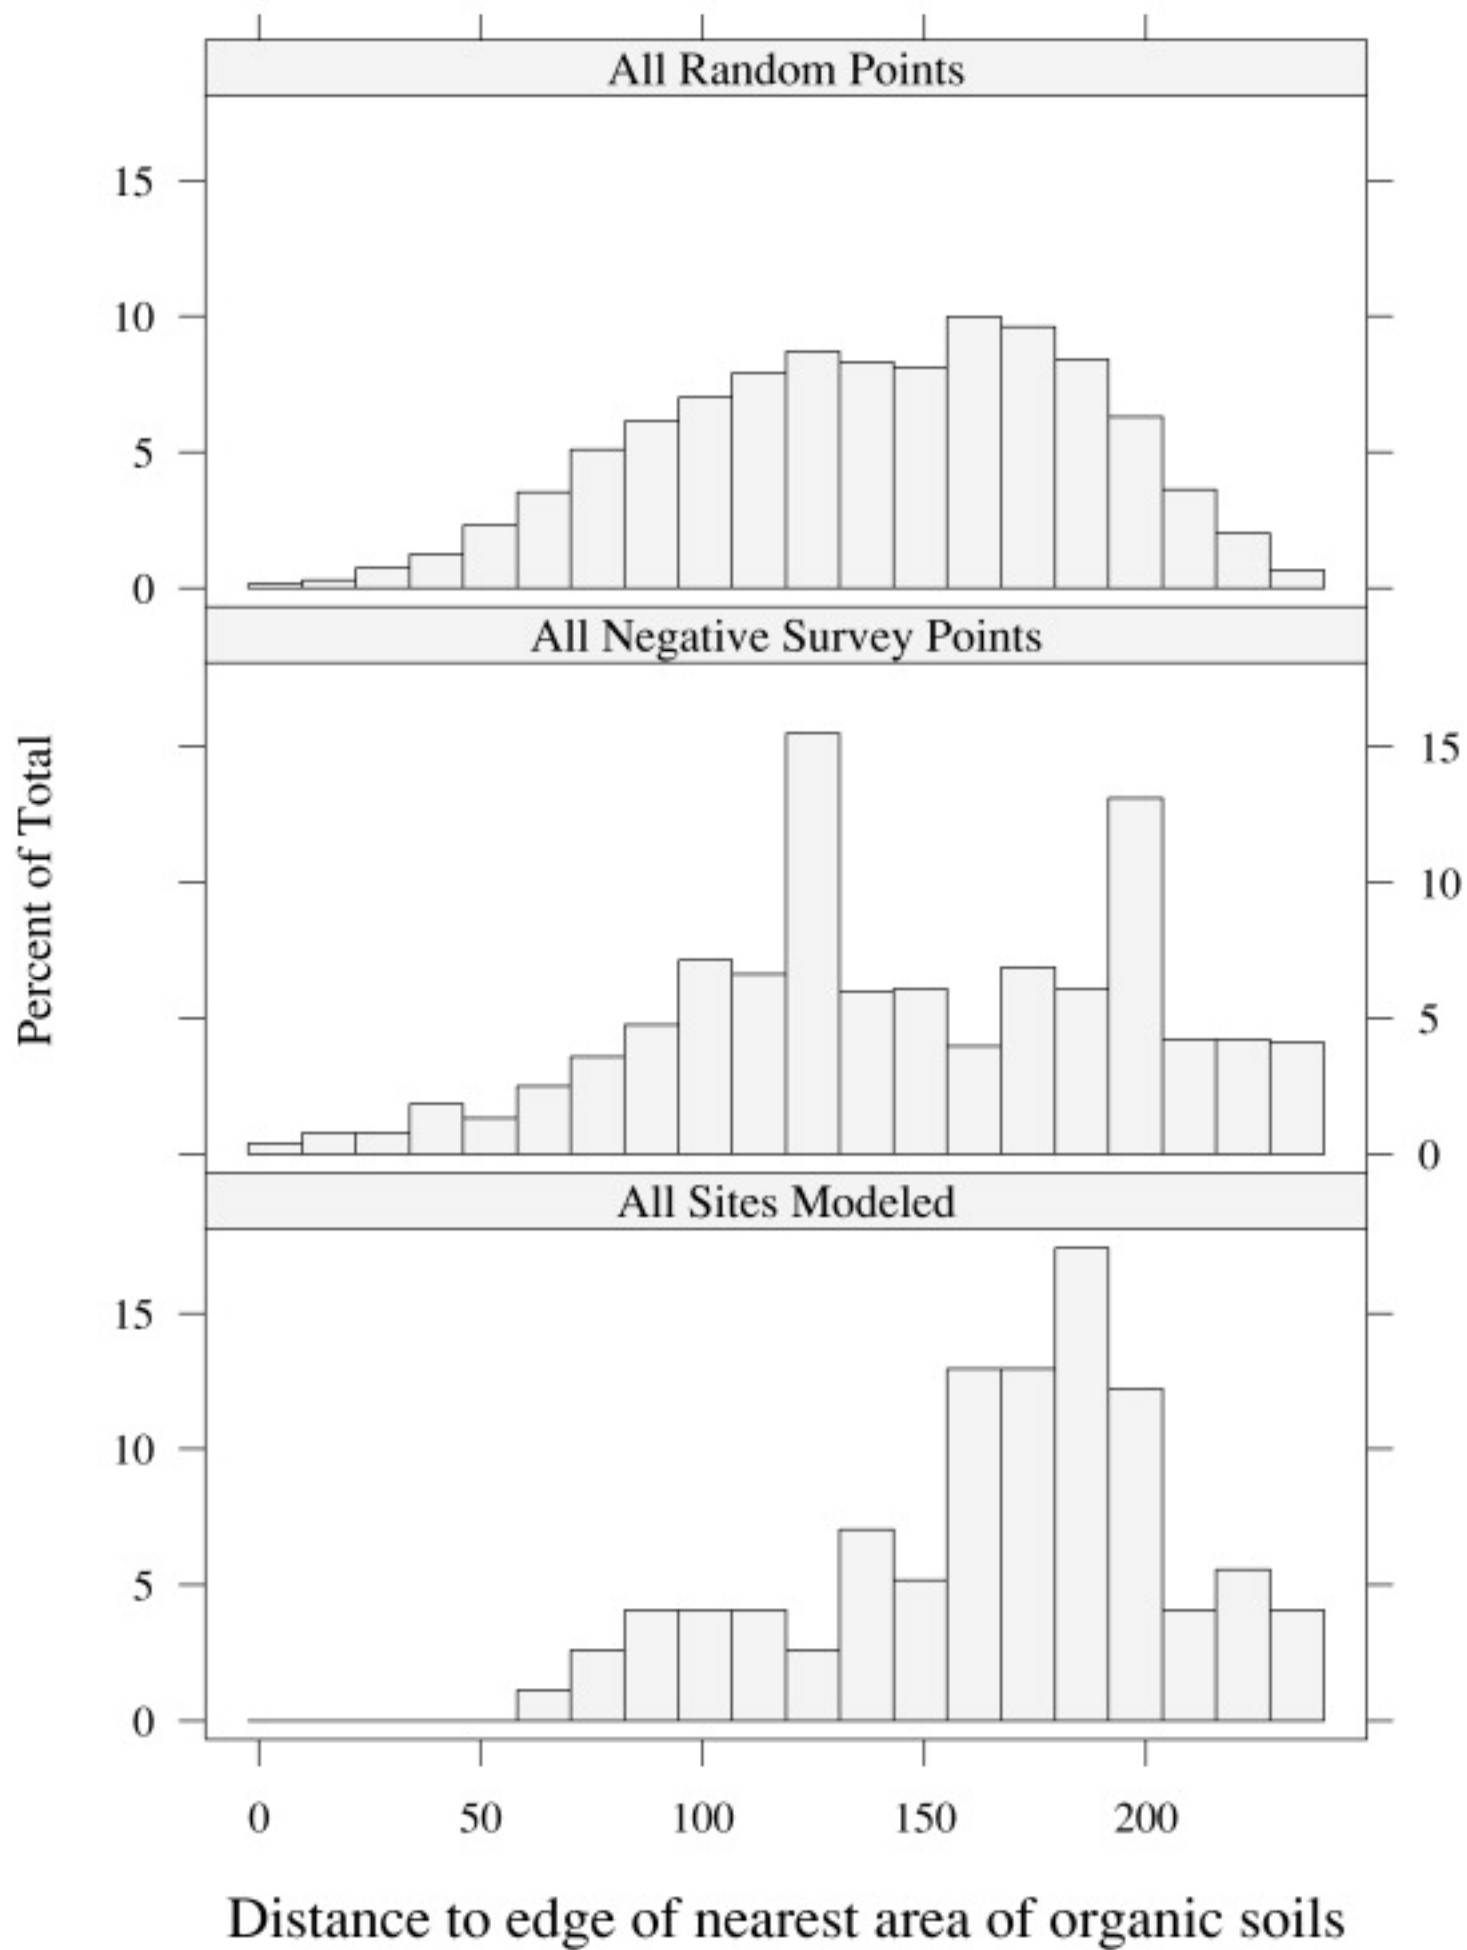 All Random Points
15
10
5
0
All Negative Survey Points
15
10
5
0
Percent of Total
All Sites Modeled
15
10
5
0
0 50 100 150 200
Distance to edge of nearest area of organic soils